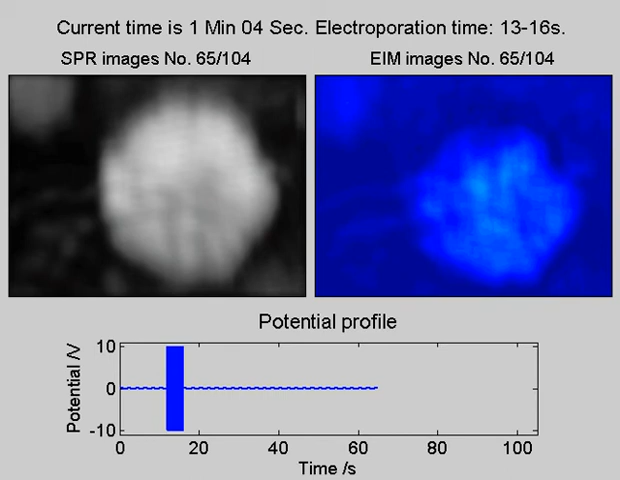 Current time is 1 Min 04 Sec. Electroporation time: 13-16s.
SPR images No. 65/104
EIM images No. 65/104
Potential profile
10
0
-10
Potential /V
0 20 40 60 80 100
Time /s